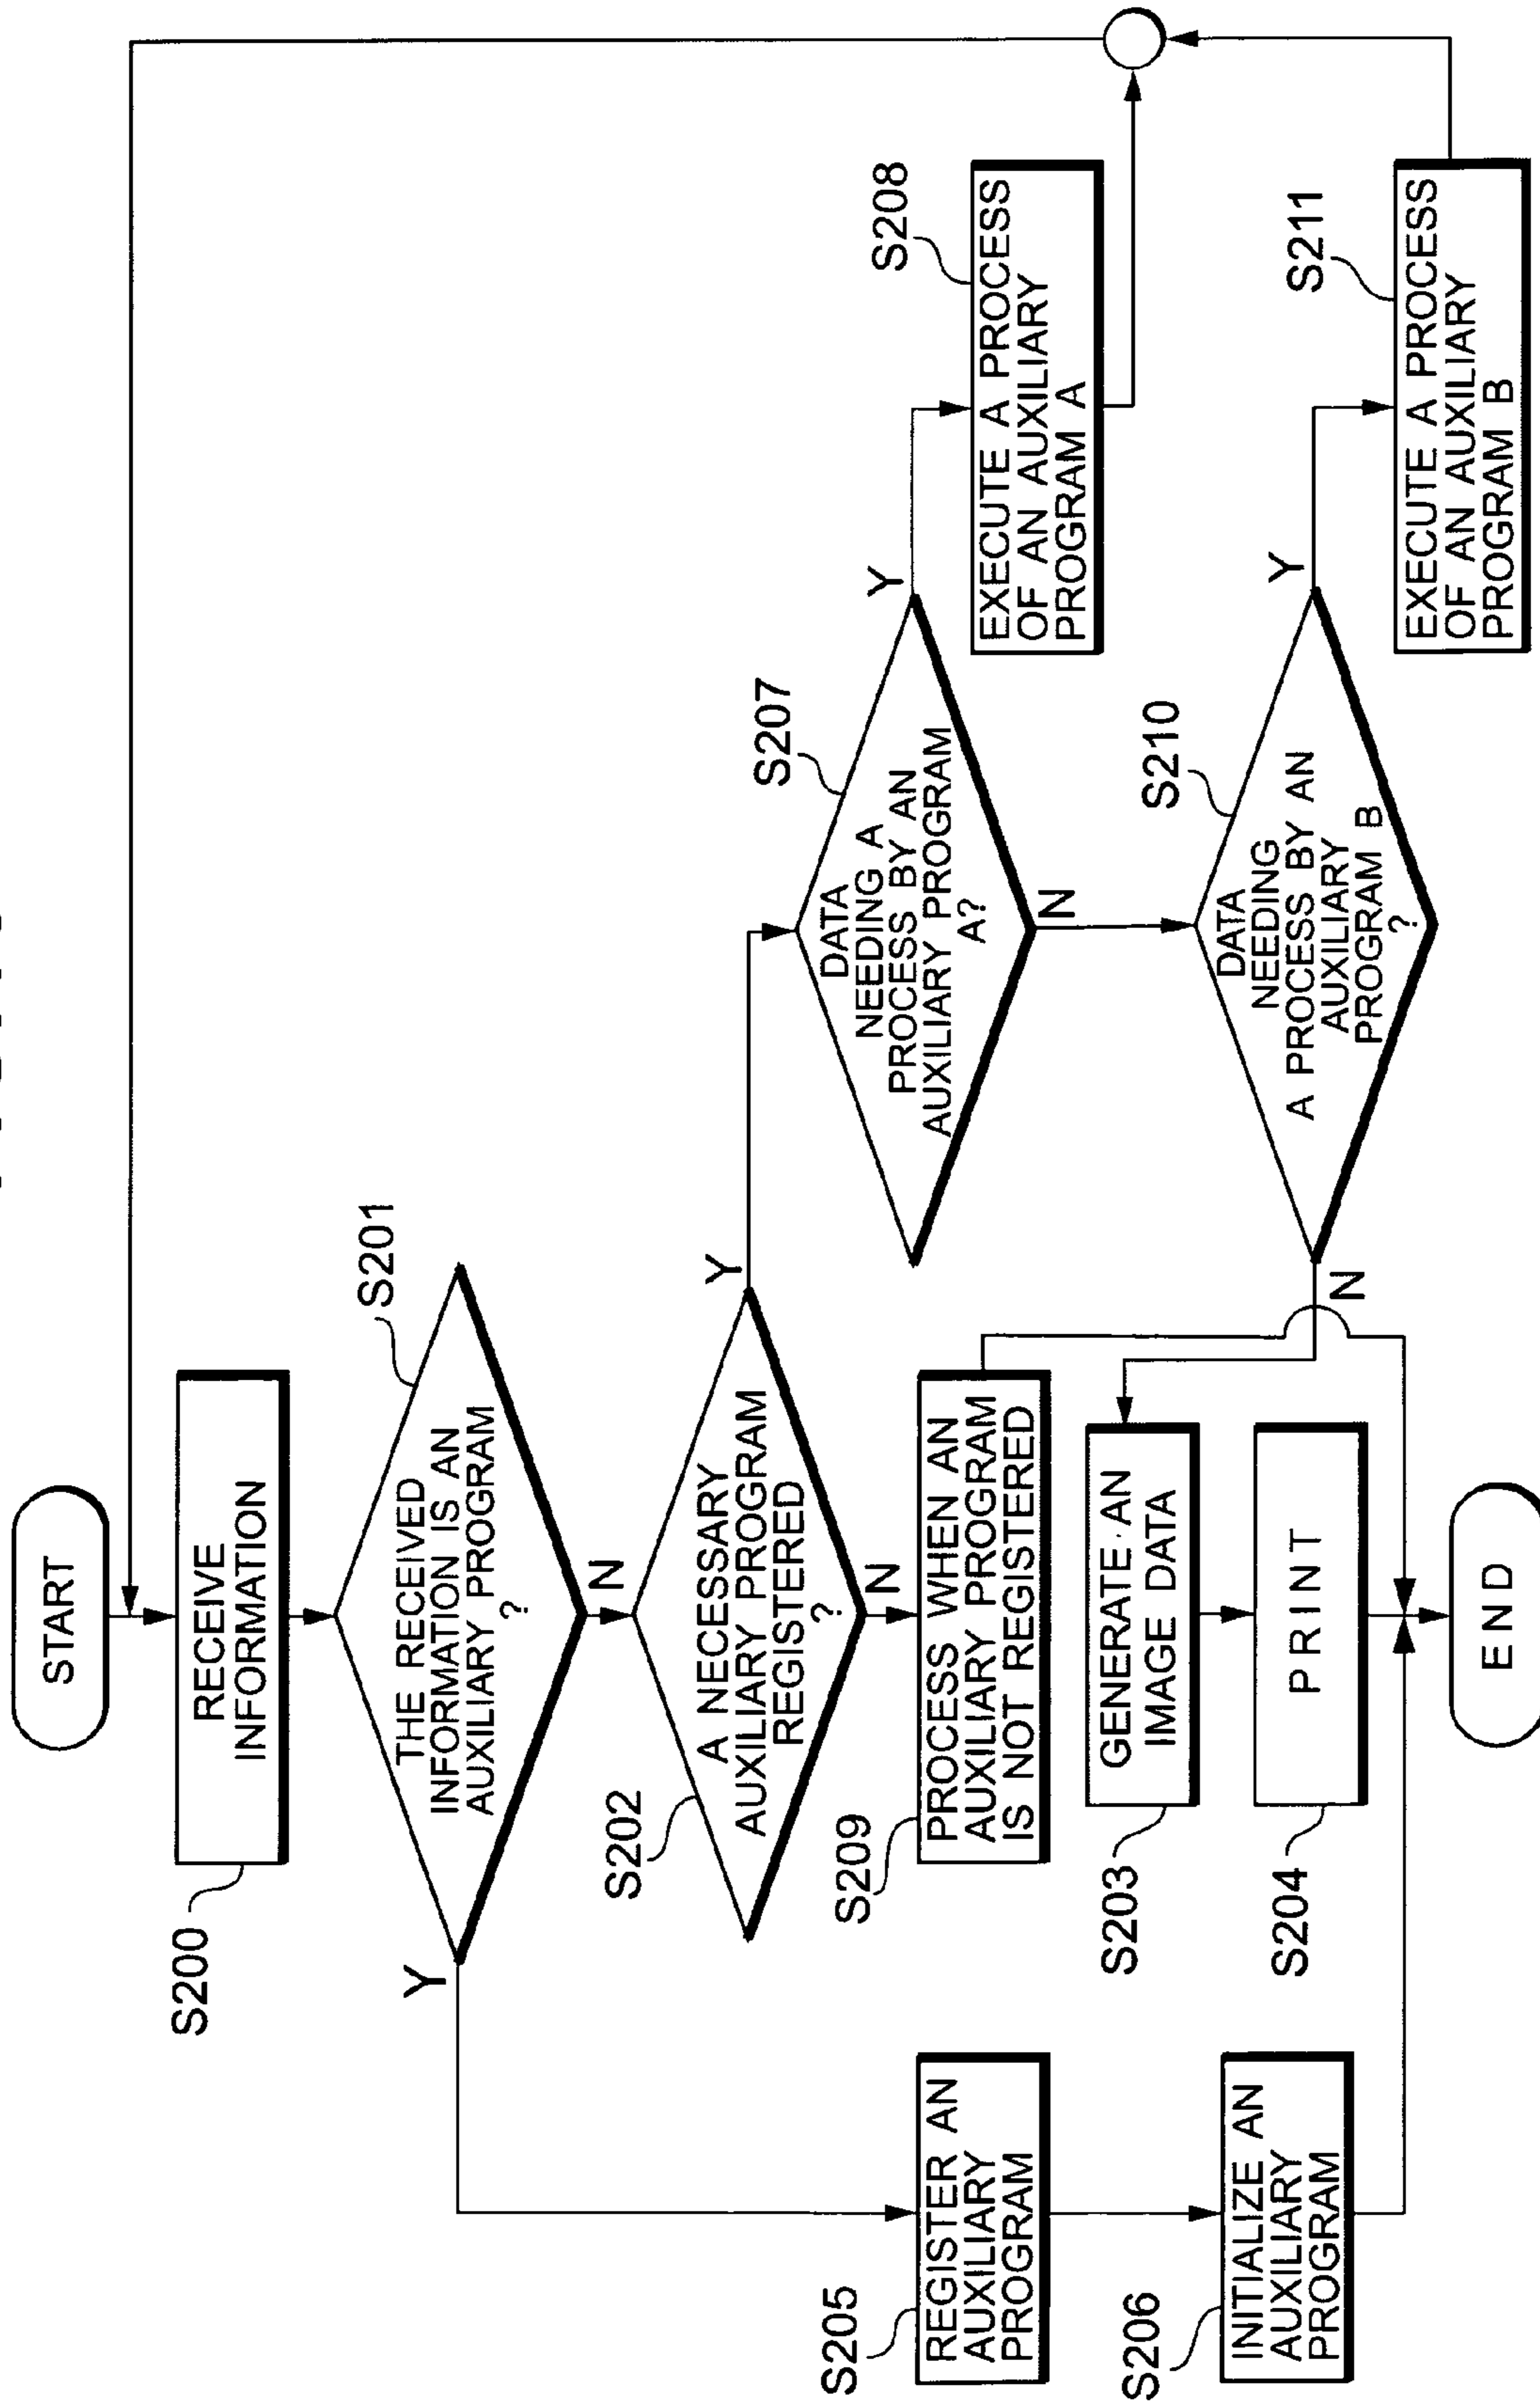 START
S200
RECEIVE
INFORMATION
S201
THE RECEIVED
INFORMATION IS AN
AUXILIARY PROGRAM
?
Y
N
S202
A NECESSARY
AUXILIARY PROGRAM
REGISTERED
?
Y
N
S209
PROCESS WHEN AN
AUXILIARY PROGRAM
IS NOT REGISTERED
S203
GENERATE AN
IMAGE DATA
S204
PRINT
END
S205
REGISTER AN
AUXILIARY
PROGRAM
S206
INITIALIZE AN
AUXILIARY
PROGRAM
S207
DATA
NEEDING A
PROCESS BY AN
AUXILIARY PROGRAM
A?
Y
N
S208
EXECUTE A PROCESS
OF AN AUXILIARY
PROGRAM A
S210
DATA
NEEDING
A PROCESS BY AN
AUXILIARY
PROGRAM B
?
Y
N
S211
EXECUTE A PROCESS
OF AN AUXILIARY
PROGRAM B